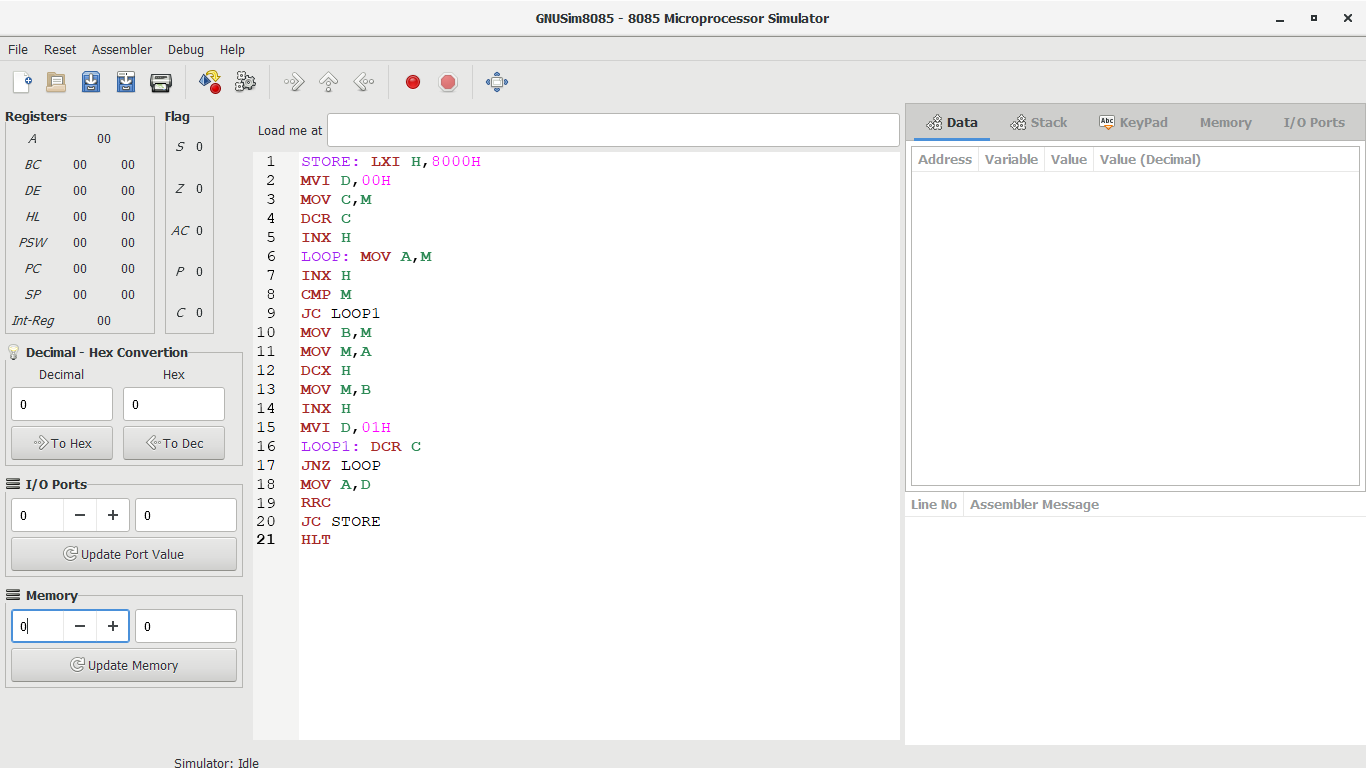 GNUSim8085 - 8085 Microprocessor Simulator
File Reset Assembler Debug Help
Registers
A 00
BC 00 00
DE 00 00
HL 00 00
PSW 00 00
PC 00 00
SP 00 00
Int-Reg 00
Flag
S 0
Z 0
AC 0
P 0
C 0
Decimal - Hex Convertion
Decimal Hex
0 0
To Hex To Dec
I/O Ports
0 − + 0
Update Port Value
Memory
0 − + 0
Update Memory
Load me at
1 STORE: LXI H,8000H
2 MVI D,00H
3 MOV C,M
4 DCR C
5 INX H
6 LOOP: MOV A,M
7 INX H
8 CMP M
9 JC LOOP1
10 MOV B,M
11 MOV M,A
12 DCX H
13 MOV M,B
14 INX H
15 MVI D,01H
16 LOOP1: DCR C
17 JNZ LOOP
18 MOV A,D
19 RRC
20 JC STORE
21 HLT
Data Stack Abc KeyPad Memory I/O Ports
Address Variable Value Value (Decimal)
Line No Assembler Message
Simulator: Idle